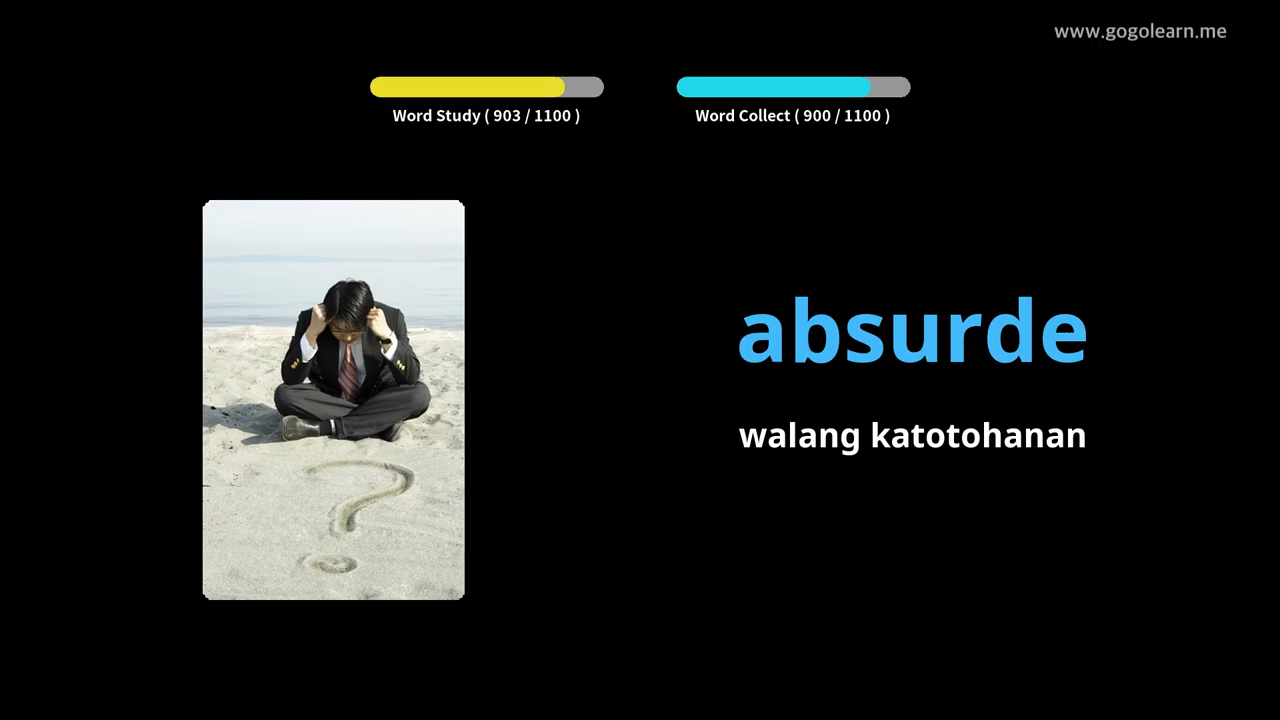 www.gogolearn.me
Word Study ( 903 / 1100 )
Word Collect ( 900 / 1100 )
absurde
walang katotohanan
?